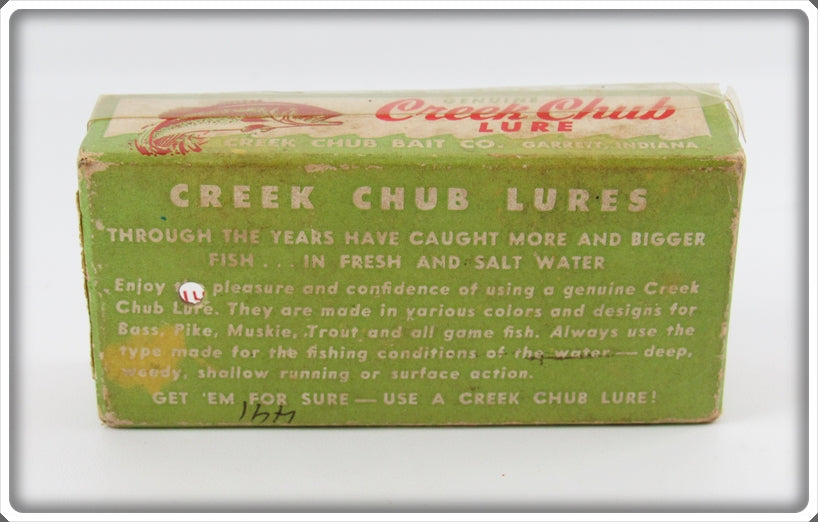 GENUINE
Creek Chub
LURE
CREEK CHUB BAIT CO. GARRETT, INDIANA
CREEK CHUB LURES
THROUGH THE YEARS HAVE CAUGHT MORE AND BIGGER
FISH . . . IN FRESH AND SALT WATER
Enjoy pleasure and confidence of using a genuine Creek
Chub Lure. They are made in various colors and designs for
Bass, Pike, Muskie, Trout and all game fish. Always use the
type made for the fishing conditions of the water — deep,
weedy, shallow running or surface action.
GET 'EM FOR SURE — USE A CREEK CHUB LURE!